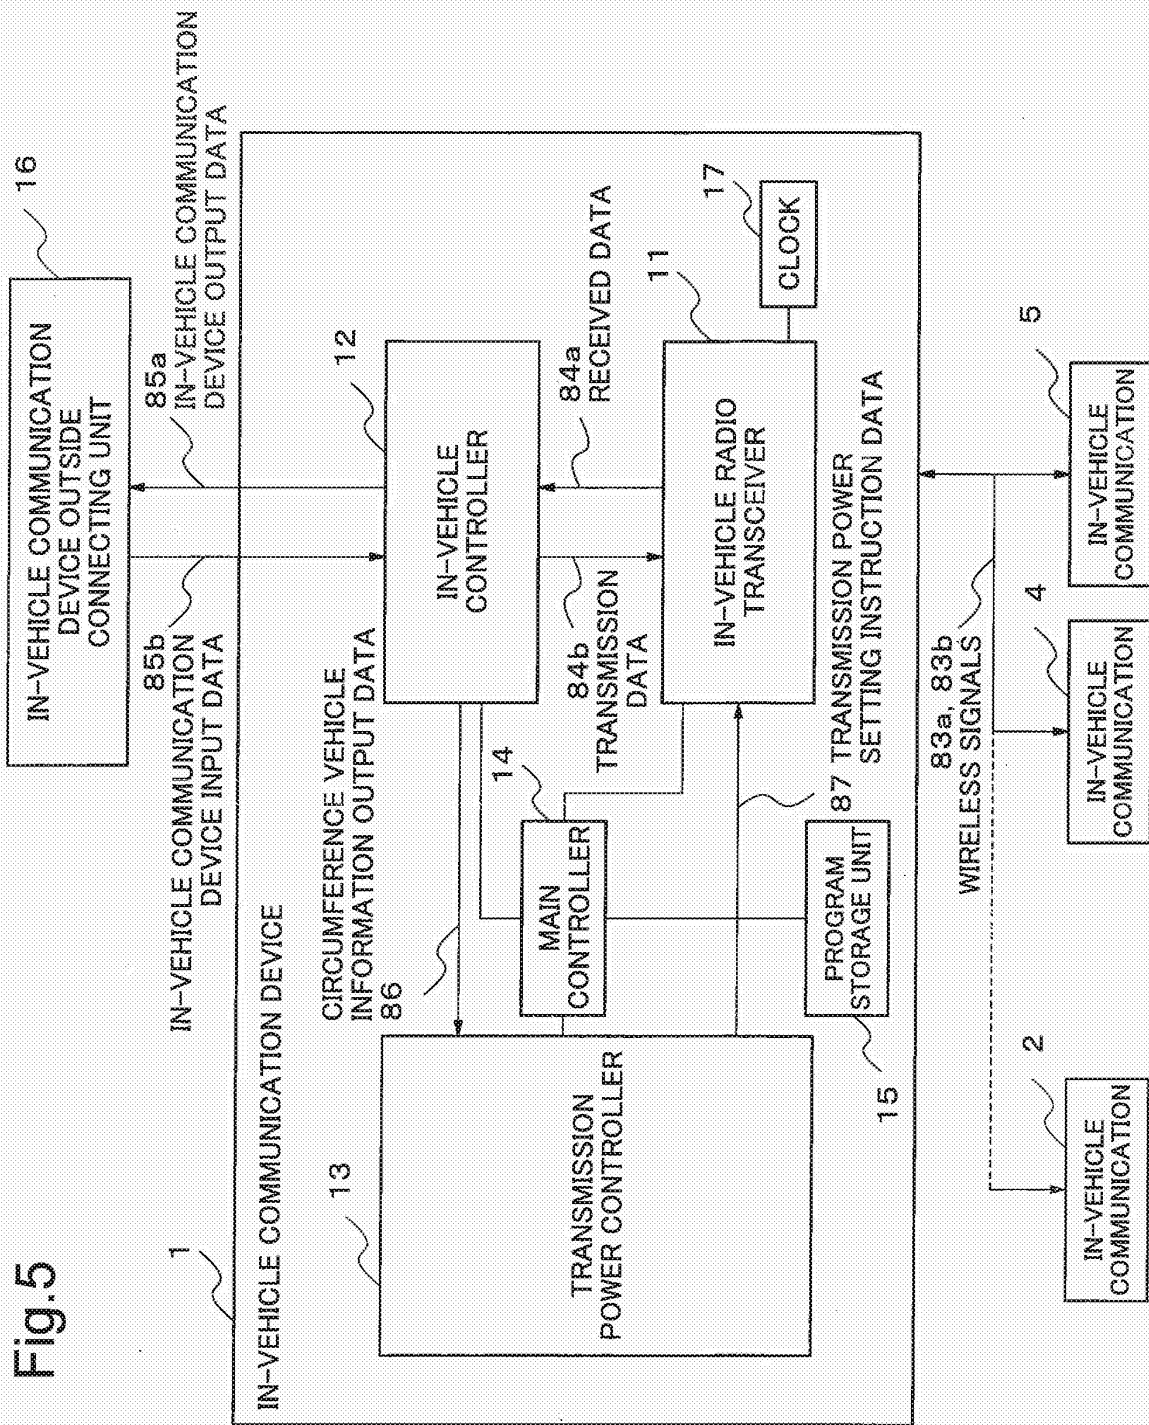 Fig.5
1
IN-VEHICLE COMMUNICATION DEVICE
IN-VEHICLE COMMUNICATION
DEVICE OUTSIDE
CONNECTING UNIT
16
85b
IN-VEHICLE COMMUNICATION
DEVICE INPUT DATA
85a
IN-VEHICLE COMMUNICATION
DEVICE OUTPUT DATA
13
TRANSMISSION
POWER CONTROLLER
CIRCUMFERENCE VEHICLE
INFORMATION OUTPUT DATA
86
12
IN-VEHICLE
CONTROLLER
14
MAIN
CONTROLLER
84b
TRANSMISSION
DATA
84a
RECEIVED DATA
11
IN-VEHICLE RADIO
TRANSCEIVER
17
CLOCK
87 TRANSMISSION POWER
SETTING INSTRUCTION DATA
15
PROGRAM
STORAGE UNIT
83a, 83b
WIRELESS SIGNALS
2
IN-VEHICLE
COMMUNICATION
4
IN-VEHICLE
COMMUNICATION
5
IN-VEHICLE
COMMUNICATION